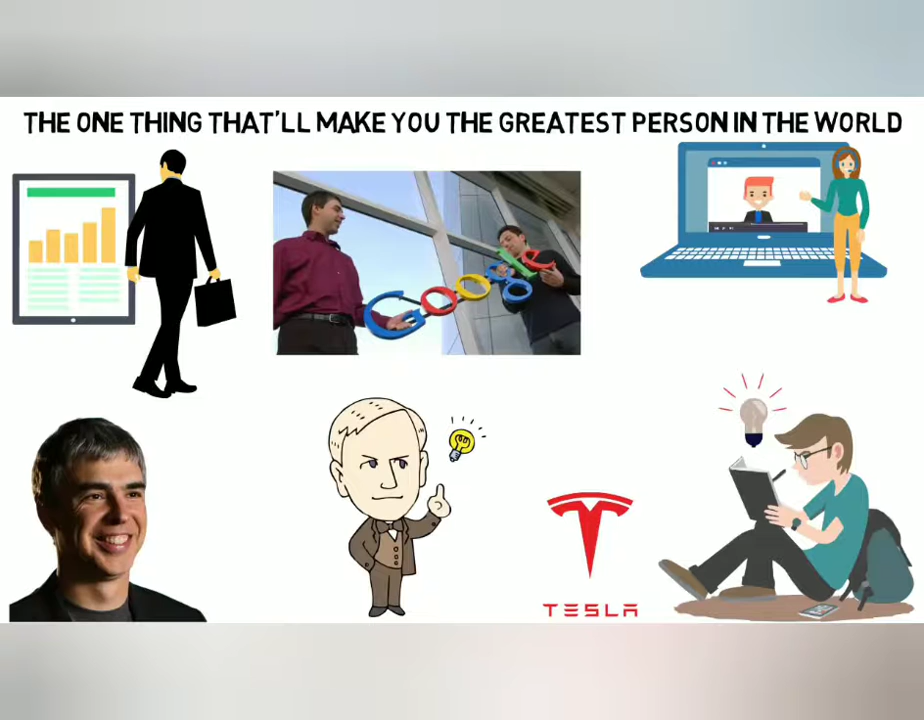 THE ONE THING THAT'LL MAKE YOU THE GREATEST PERSON IN THE WORLD
Google
TESLA